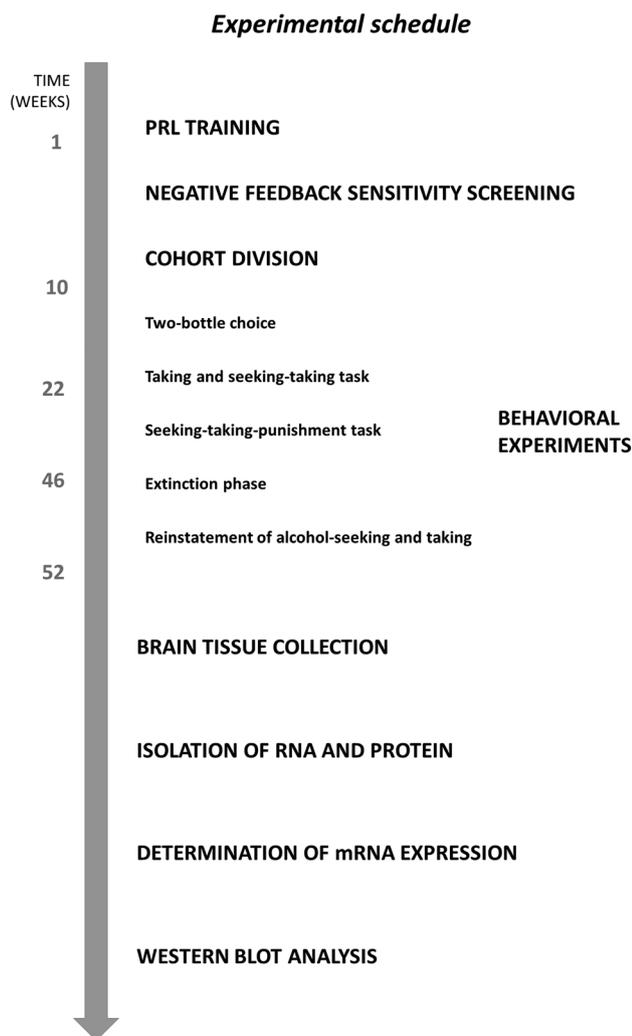 Experimental schedule
TIME
(WEEKS)
PRL TRAINING
1
NEGATIVE FEEDBACK SENSITIVITY SCREENING
COHORT DIVISION
10
Two-bottle choice
Taking and seeking-taking task
22
Seeking-taking-punishment task
BEHAVIORAL
EXPERIMENTS
46
Extinction phase
Reinstatement of alcohol-seeking and taking
52
BRAIN TISSUE COLLECTION
ISOLATION OF RNA AND PROTEIN
DETERMINATION OF mRNA EXPRESSION
WESTERN BLOT ANALYSIS